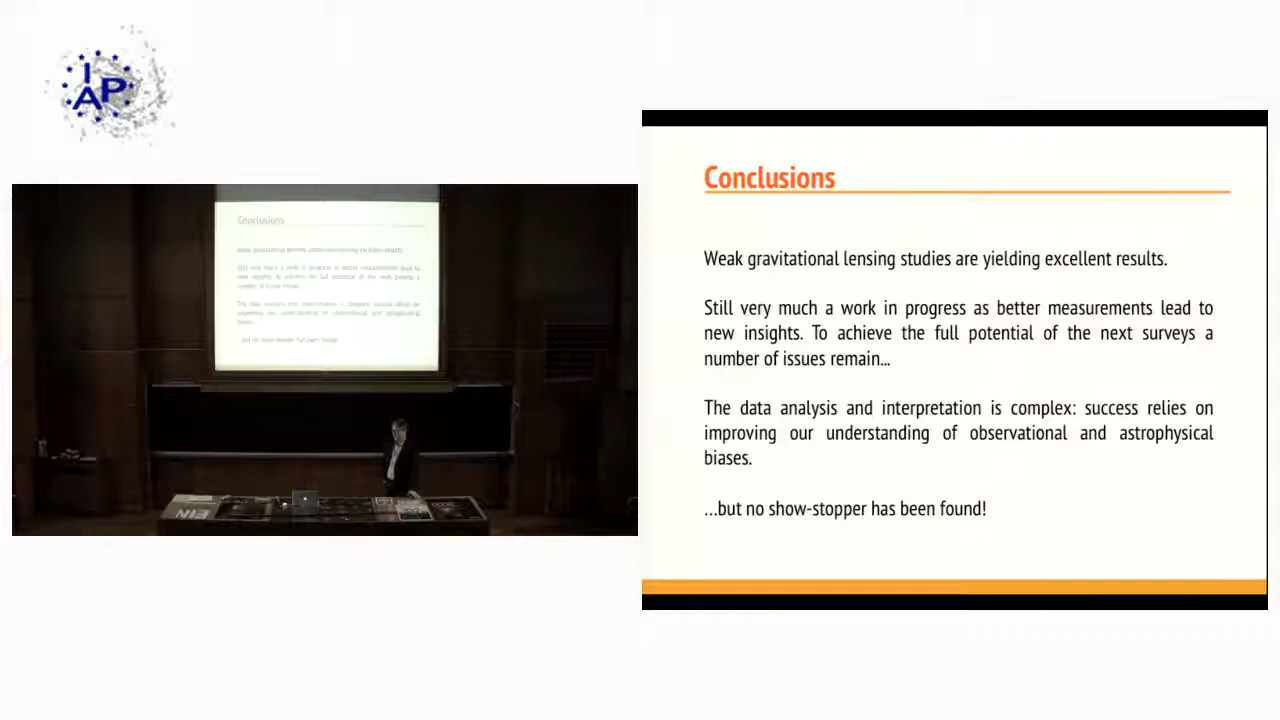 IAP
Conclusions
Weak gravitational lensing studies are yielding excellent results.
Still very much a work in progress as better measurements lead to
new insights. To achieve the full potential of the next surveys a
number of issues remain...
The data analysis and interpretation is complex: success relies on
improving our understanding of observational and astrophysical
biases.
...but no show-stopper has been found!
Conclusions